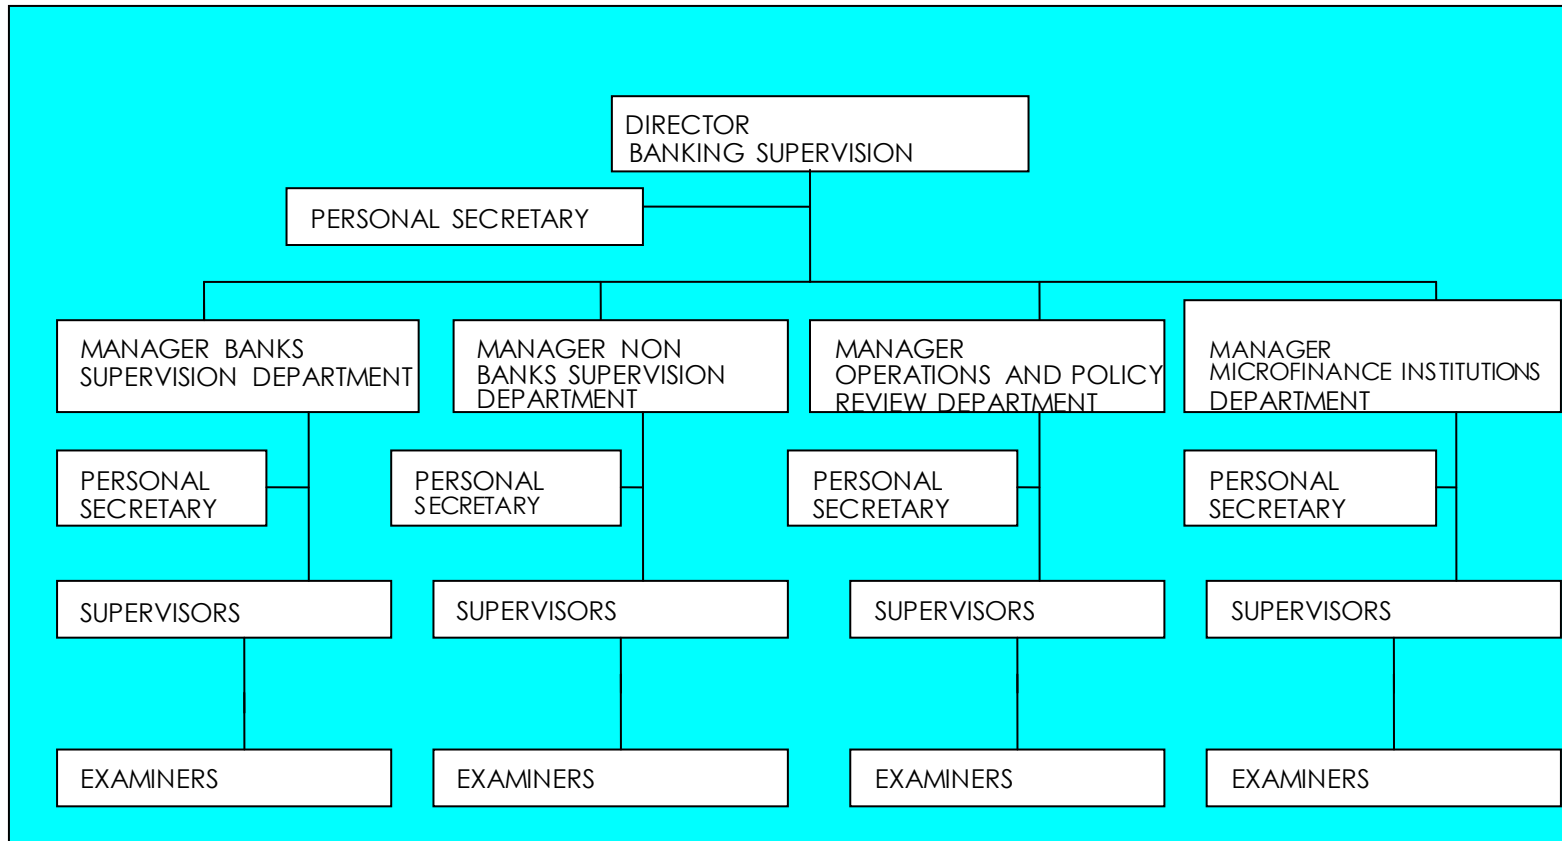 DIRECTOR
BANKING SUPERVISION
PERSONAL SECRETARY
MANAGER BANKS
SUPERVISION DEPARTMENT
MANAGER NON
BANKS SUPERVISION
DEPARTMENT
MANAGER
OPERATIONS AND POLICY
REVIEW DEPARTMENT
MANAGER
MICROFINANCE INSTITUTIONS
DEPARTMENT
PERSONAL
SECRETARY
PERSONAL
SECRETARY
PERSONAL
SECRETARY
PERSONAL
SECRETARY
SUPERVISORS
SUPERVISORS
SUPERVISORS
SUPERVISORS
EXAMINERS
EXAMINERS
EXAMINERS
EXAMINERS